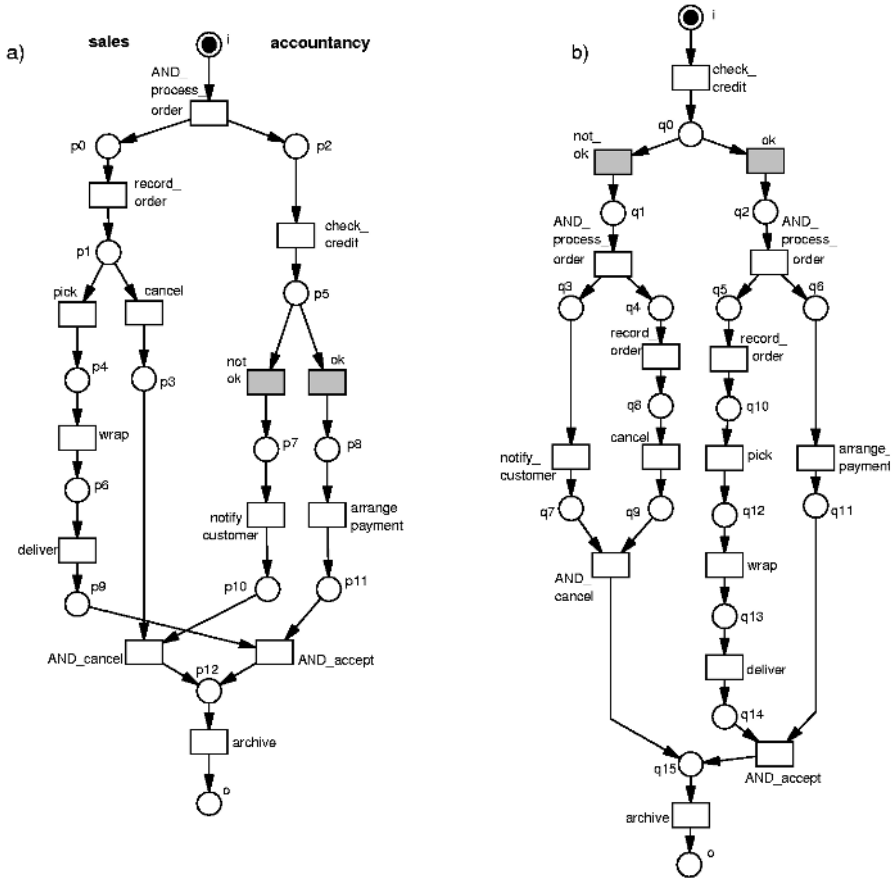 a)
sales
accountancy
i
AND_
process_
order
p0
p2
record_
order
check_
credit
p1
pick
cancel
p5
p4
p3
not
ok
ok
wrap
p7
p8
p6
notify
customer
arrange
payment
deliver
p9
p10
p11
AND_cancel
AND_accept
p12
archive
o
b)
i
check_
credit
q0
not_
ok
ok
q1
q2
AND_
process_
order
AND_
process_
order
q3
q4
q5
q6
record_
order
record_
order
q8
q10
cancel
notify_
customer
pick
arrange_
payment
q7
q9
q12
q11
AND_
cancel
wrap
q13
deliver
q14
q15
AND_accept
archive
o